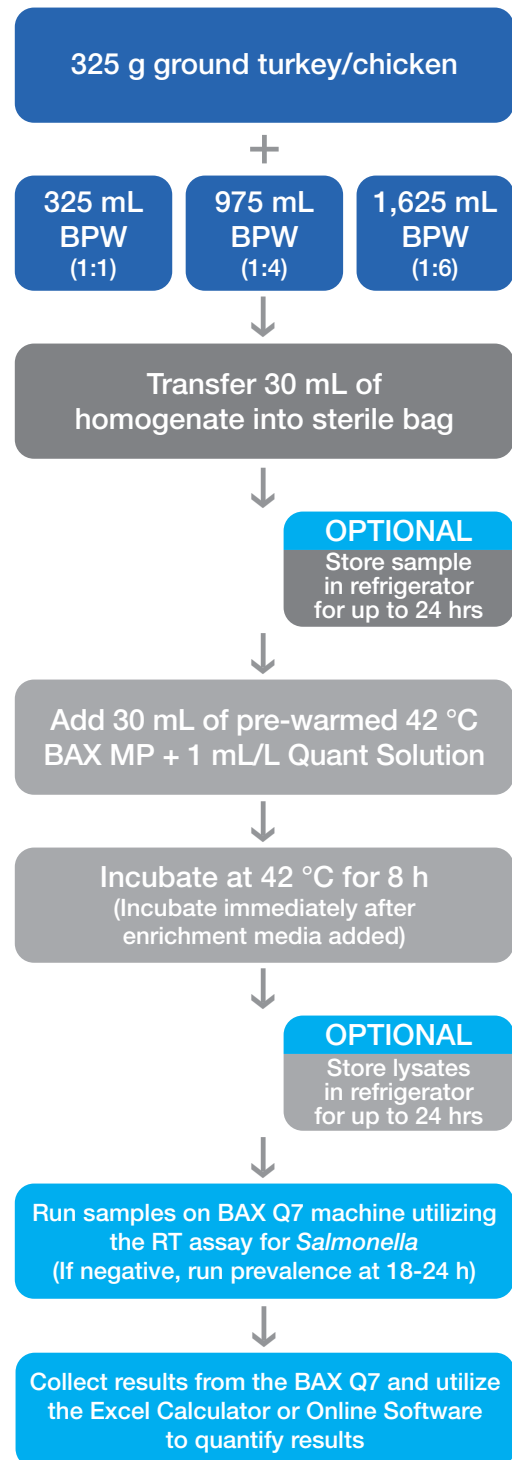 325 g ground turkey/chicken
+
325 mL
BPW
(1:1)
975 mL
BPW
(1:4)
1,625 mL
BPW
(1:6)
Transfer 30 mL of
homogenate into sterile bag
OPTIONAL
Store sample
in refrigerator
for up to 24 hrs
Add 30 mL of pre-warmed 42 °C
BAX MP + 1 mL/L Quant Solution
Incubate at 42 °C for 8 h
(Incubate immediately after
enrichment media added)
OPTIONAL
Store lysates
in refrigerator
for up to 24 hrs
Run samples on BAX Q7 machine utilizing
the RT assay for Salmonella
(If negative, run prevalence at 18-24 h)
Collect results from the BAX Q7 and utilize
the Excel Calculator or Online Software
to quantify results